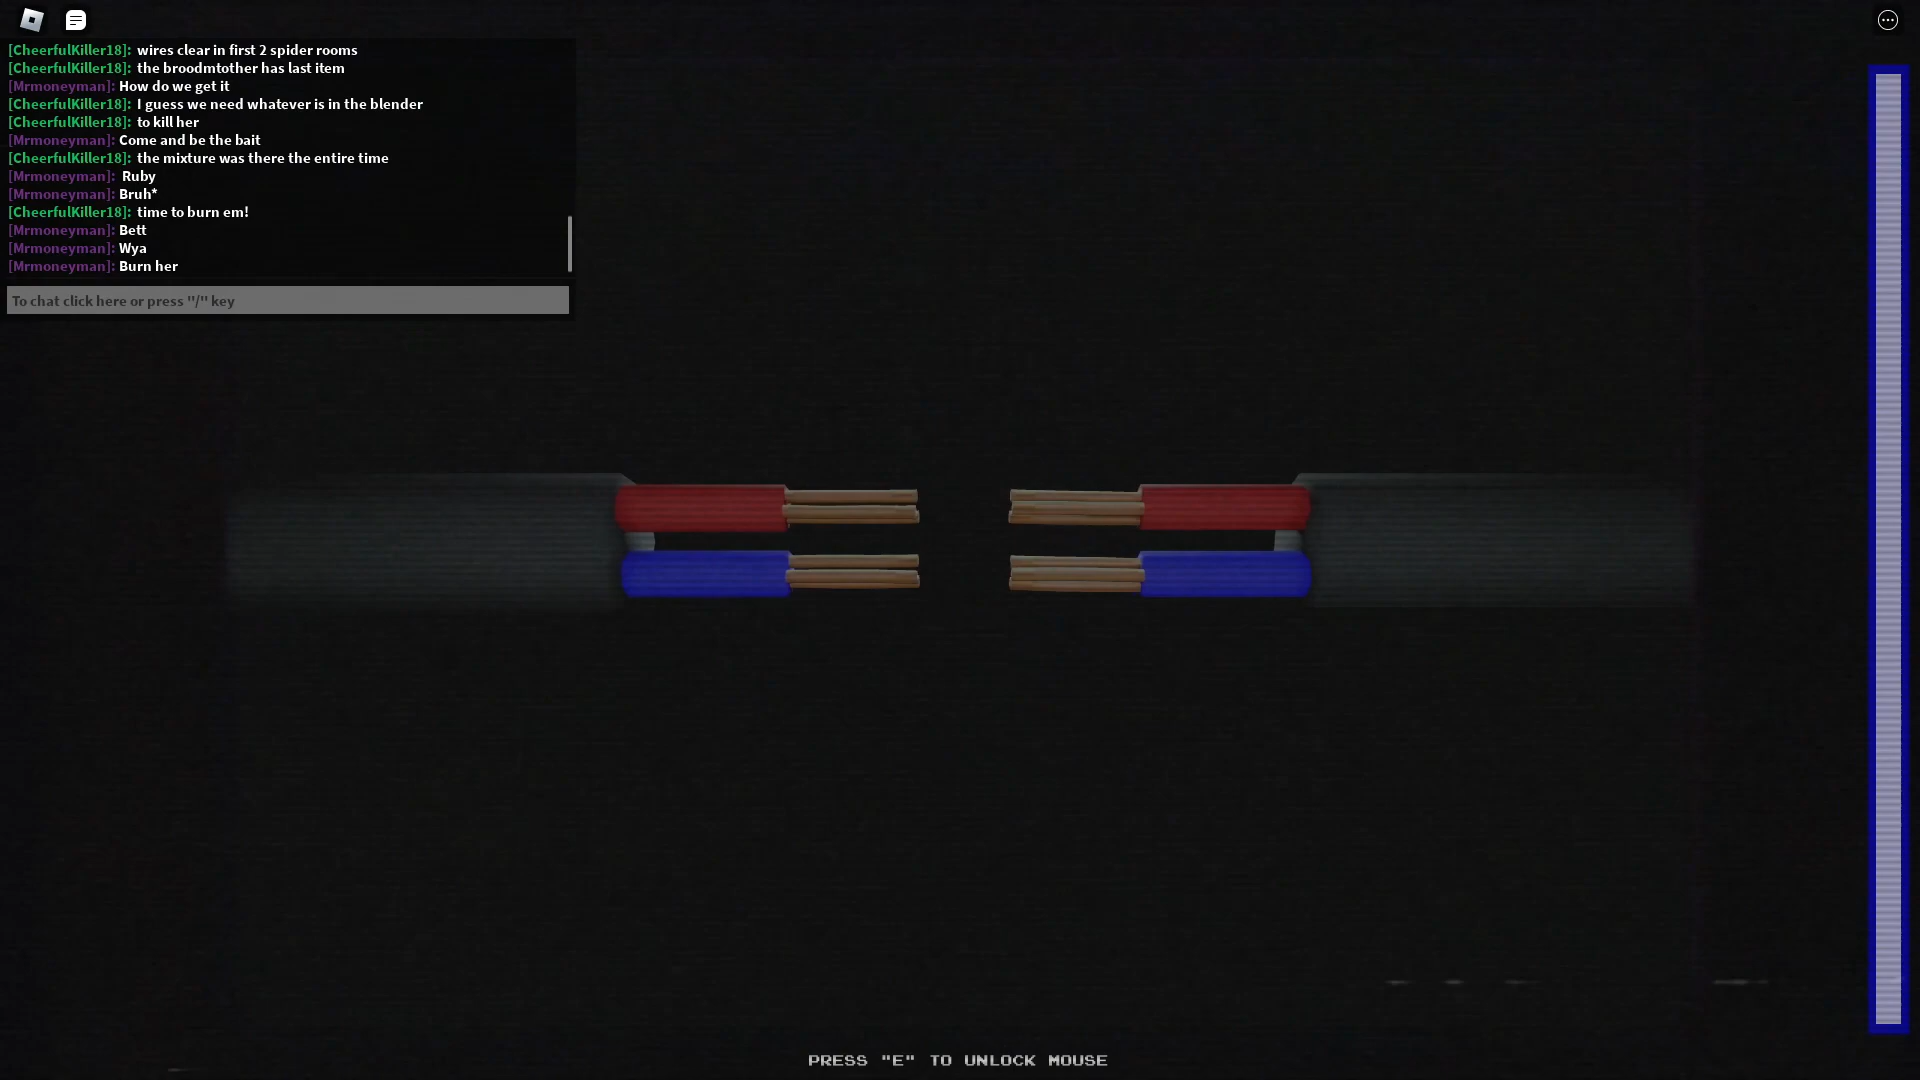 [CheerfulKiller18]: wires clear in first 2 spider rooms
[CheerfulKiller18]: the broodmtother has last item
[Mrmoneyman]: How do we get it
[CheerfulKiller18]: I guess we need whatever is in the blender
[CheerfulKiller18]: to kill her
[Mrmoneyman]: Come and be the bait
[CheerfulKiller18]: the mixture was there the entire time
[Mrmoneyman]: Ruby
[Mrmoneyman]: Bruh*
[CheerfulKiller18]: time to burn em!
[Mrmoneyman]: Bett
[Mrmoneyman]: Wya
[Mrmoneyman]: Burn her
To chat click here or press "/" key
PRESS "E" TO UNLOCK MOUSE